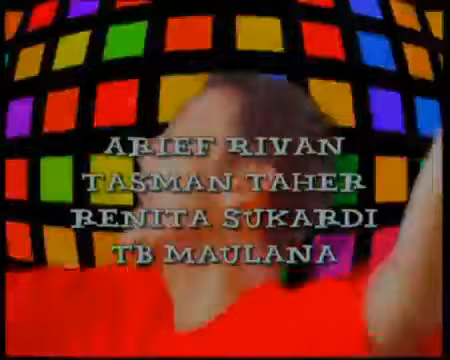 ARIEF RIVAN
TASMAN TAHER
RENITA SUKARDI
TB MAULANA